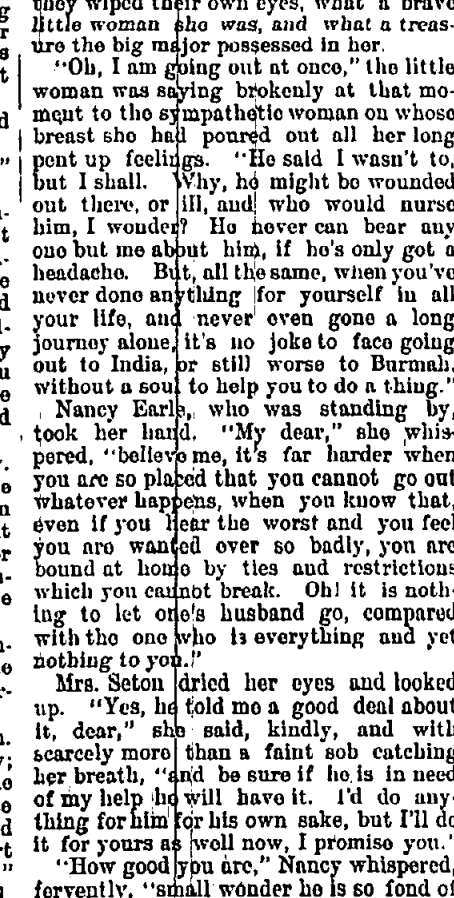 they wiped their own eyes, what a brave
little woman she was, and what a treas-
ure the big major possessed in her.
"Oh, I am going out at once," the little
woman was saying brokenly at that mo-
ment to the sympathetic woman on whose
breast she had poured out all her long
pent up feelings. "He said I wasn't to,
but I shall. Why, he might be wounded
out there, or ill, and who would nurse
him, I wonder? He never can bear any
one but me about him, if he's only got a
headache. But, all the same, when you've
never done anything for yourself in all
your life, and never even gone a long
journey alone, it's no joke to face going
out to India, or still worse to Burmah,
without a soul to help you to do a thing."
Nancy Earle, who was standing by,
took her hand. "My dear," she whis-
pered, "believe me, it's far harder when
you are so placed that you cannot go out
whatever happens, when you know that,
even if you hear the worst and you feel
you are wanted over so badly, you are
bound at home by ties and restrictions
which you cannot break. Oh! it is noth-
ing to let one's husband go, compared
with the one who is everything and yet
nothing to you."
Mrs. Seton dried her eyes and looked
up. "Yes, he told me a good deal about
it, dear," she said, kindly, and with
scarcely more than a faint sob catching
her breath, "and be sure if he is in need
of my help he will have it. I'd do any-
thing for him for his own sake, but I'll do
it for yours as well now, I promise you."
"How good you are," Nancy whispered,
fervently, "small wonder he is so fond of